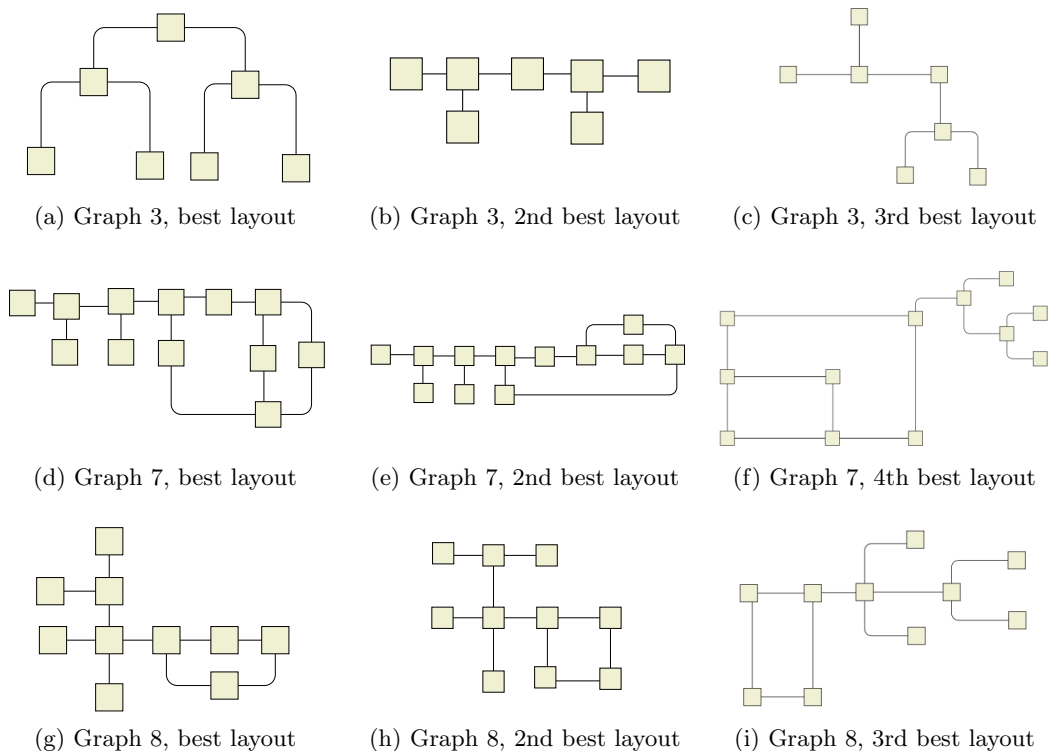 (a) Graph 3, best layout
(b) Graph 3, 2nd best layout
(c) Graph 3, 3rd best layout
(d) Graph 7, best layout
(e) Graph 7, 2nd best layout
(f) Graph 7, 4th best layout
(g) Graph 8, best layout
(h) Graph 8, 2nd best layout
(i) Graph 8, 3rd best layout